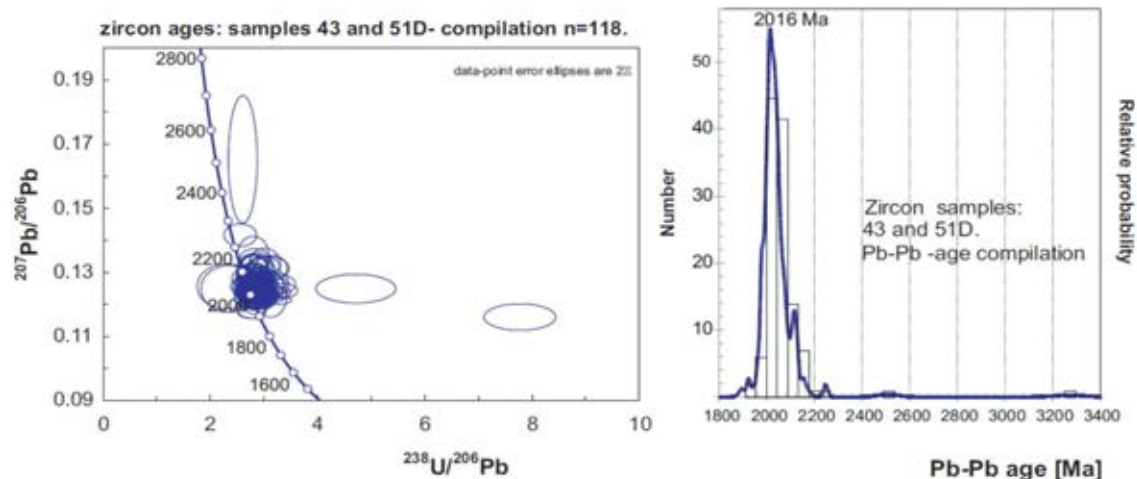 zircon ages: samples 43 and 51D- compilation n=118.
data-point error ellipses are 2
0.19
0.17
0.15
0.13
0.11
0.09
207Pb/206Pb
2800
2600
2400
2200
2000
1800
1600
0
2
4
6
8
10
238U/206Pb
2016 Ma
50
40
30
20
10
Number
Relative probability
Zircon samples:
43 and 51D.
Pb-Pb -age compilation
1800 2000 2200 2400 2600 2800 3000 3200 3400
Pb-Pb age [Ma]